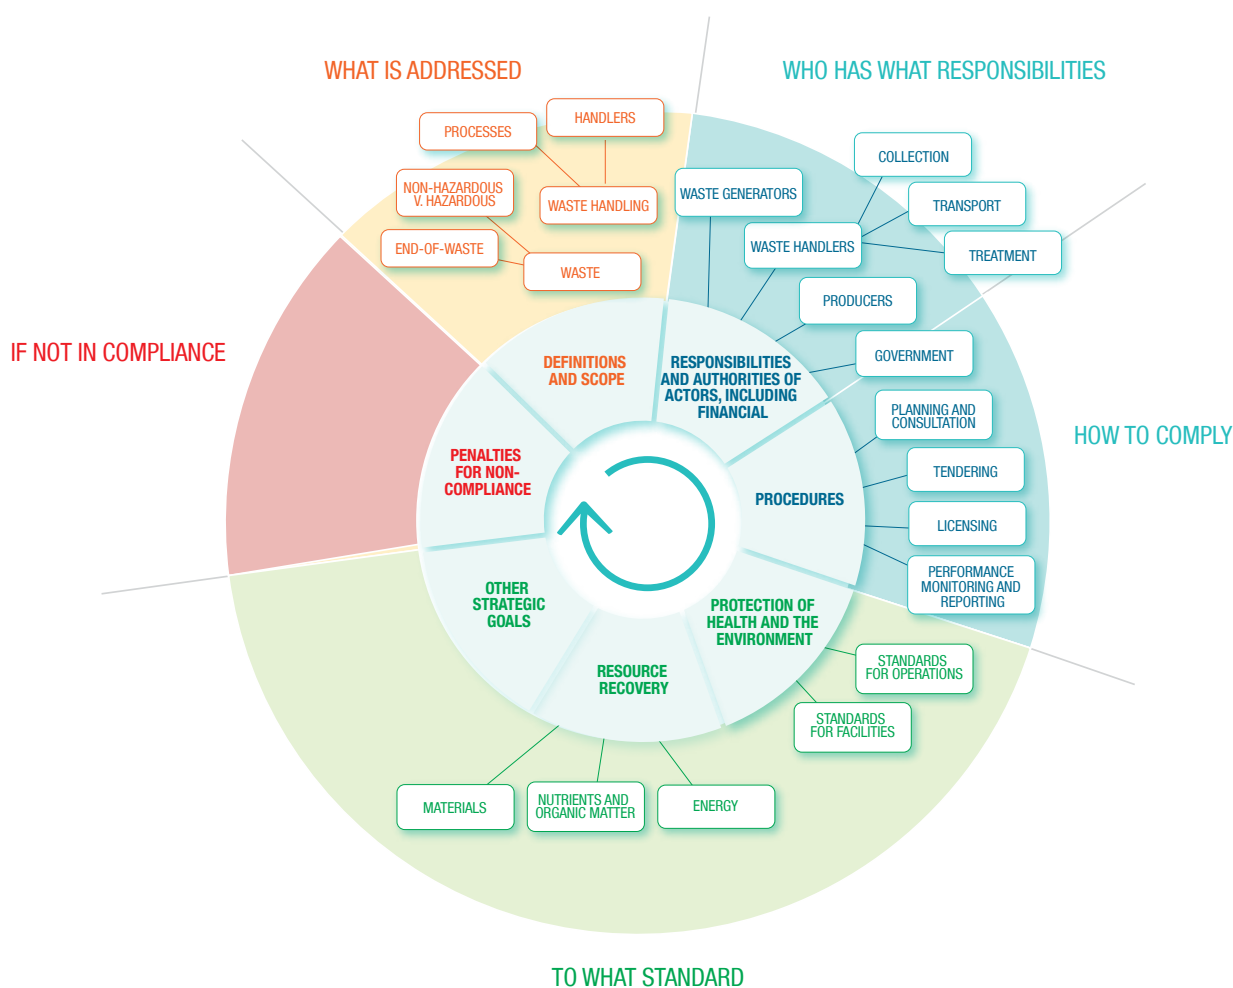 WHAT IS ADDRESSED
WHO HAS WHAT RESPONSIBILITIES
HANDLERS
PROCESSES
NON-HAZARDOUS
V. HAZARDOUS
WASTE HANDLING
END-OF-WASTE
WASTE
COLLECTION
WASTE GENERATORS
TRANSPORT
WASTE HANDLERS
TREATMENT
PRODUCERS
GOVERNMENT
IF NOT IN COMPLIANCE
DEFINITIONS
AND SCOPE
RESPONSIBILITIES
AND AUTHORITIES OF
ACTORS, INCLUDING
FINANCIAL
PLANNING AND
CONSULTATION
HOW TO COMPLY
TENDERING
LICENSING
PERFORMANCE
MONITORING AND
REPORTING
PENALTIES
FOR NON-
COMPLIANCE
PROCEDURES
OTHER
STRATEGIC
GOALS
PROTECTION OF
HEALTH AND THE
ENVIRONMENT
RESOURCE
RECOVERY
STANDARDS
FOR OPERATIONS
STANDARDS
FOR FACILITIES
MATERIALS
NUTRIENTS AND
ORGANIC MATTER
ENERGY
TO WHAT STANDARD